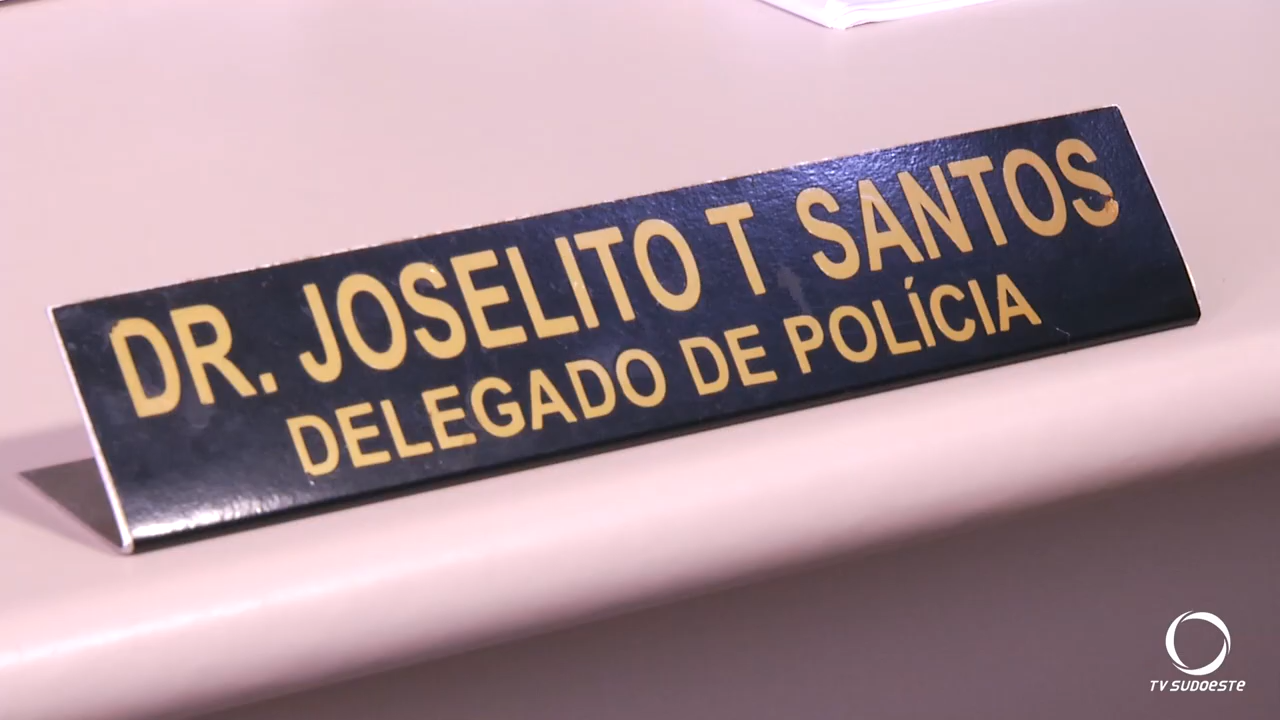 DR. JOSELITO T SANTOS
DELEGADO DE POLÍCIA
TV SUDOESTE